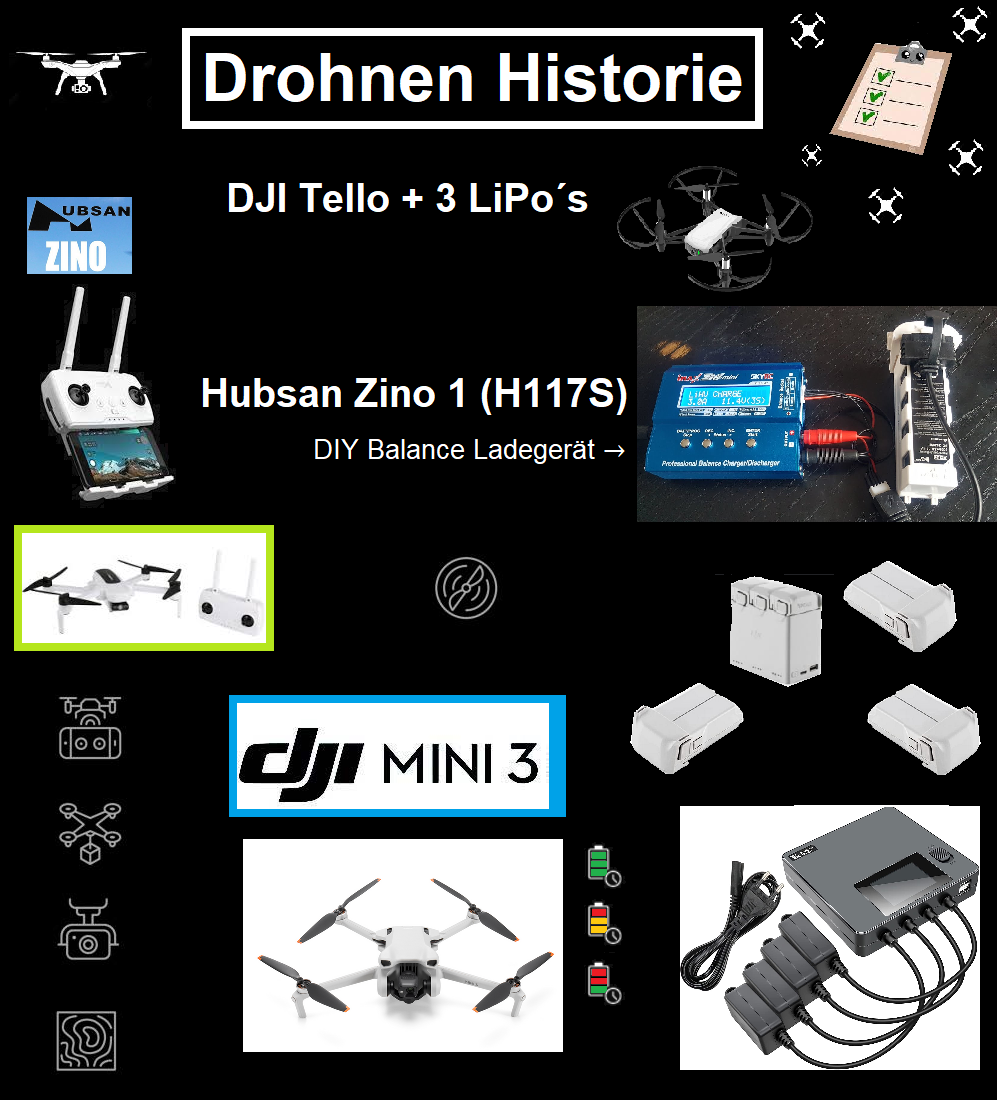 Drohnen Historie
DJI Tello + 3 LiPo´s
HUBSAN
ZINO
Hubsan Zino 1 (H117S)
DIY Balance Ladegerät →
LiHV CHARGE
3.0A 11.4V(3S)
Professional Balance Charger/Discharger
dji MINI 3